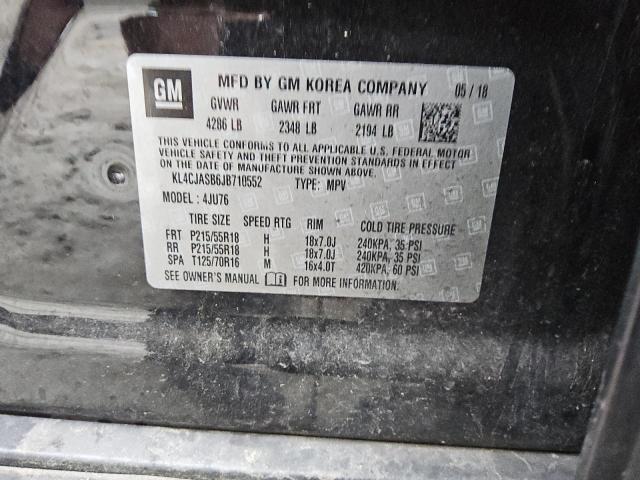 GM MFD BY GM KOREA COMPANY 05 / 18
GVWR GAWR FRT GAWR RR
4286 LB 2348 LB 2194 LB
THIS VEHICLE CONFORMS TO ALL APPLICABLE U.S. FEDERAL MOTOR
VEHICLE SAFETY AND THEFT PREVENTION STANDARDS IN EFFECT
ON THE DATE OF MANUFACTURE SHOWN ABOVE.
KL4CJASB6JB710552 TYPE: MPV
MODEL : 4JU76
TIRE SIZE SPEED RTG RIM COLD TIRE PRESSURE
FRT P215/55R18 H 18x7.0J 240KPA, 35 PSI
RR P215/55R18 H 18x7.0J 240KPA, 35 PSI
SPA T125/70R16 M 16x4.0T 420KPA, 60 PSI
SEE OWNER'S MANUAL FOR MORE INFORMATION.